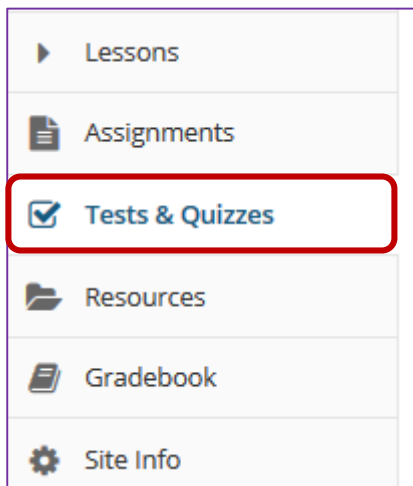 Lessons
Assignments
Tests & Quizzes
Resources
Gradebook
Site Info